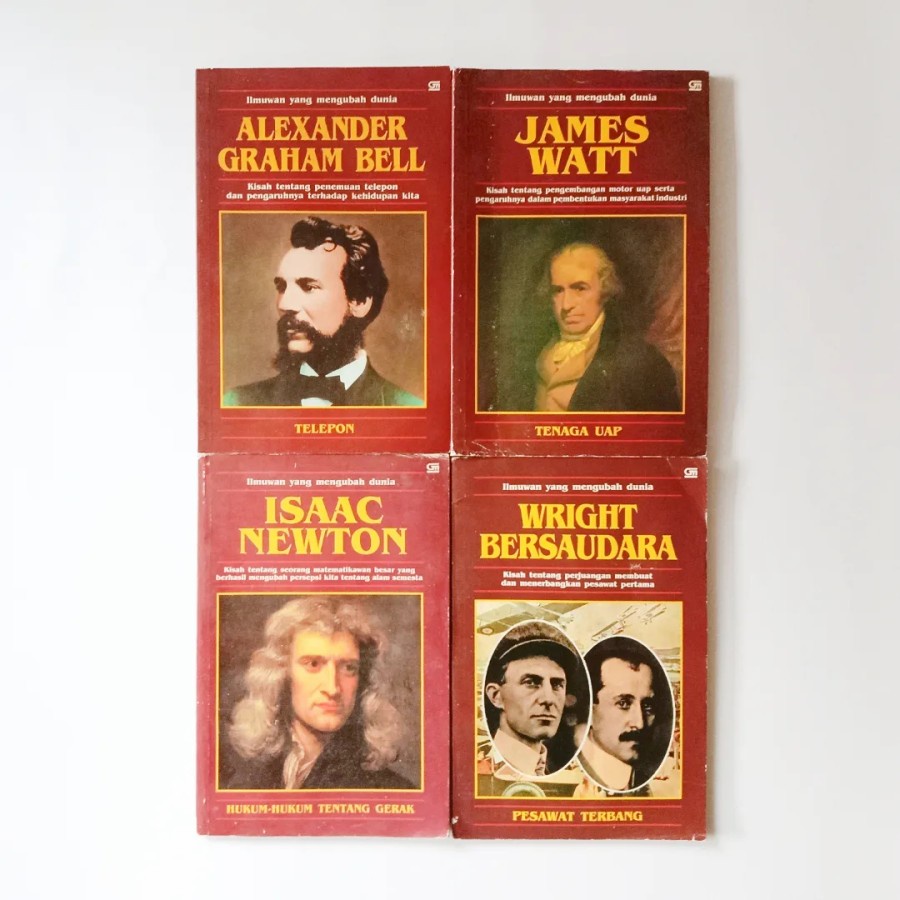 Ilmuwan yang mengubah dunia
ALEXANDER
GRAHAM BELL
Kisah tentang penemuan telepon
dan pengaruhnya terhadap kehidupan kita
TELEPON
Ilmuwan yang mengubah dunia
JAMES
WATT
Kisah tentang pengembangan motor uap serta
pengaruhnya dalam pembentukan masyarakat industri
TENAGA UAP
Ilmuwan yang mengubah dunia
ISAAC
NEWTON
Kisah tentang seorang matematikawan besar yang
berhasil mengubah persepsi kita tentang alam semesta
HUKUM-HUKUM TENTANG GERAK
Ilmuwan yang mengubah dunia
WRIGHT
BERSAUDARA
Kisah tentang perjuangan membuat
dan menerbangkan pesawat pertama
PESAWAT TERBANG